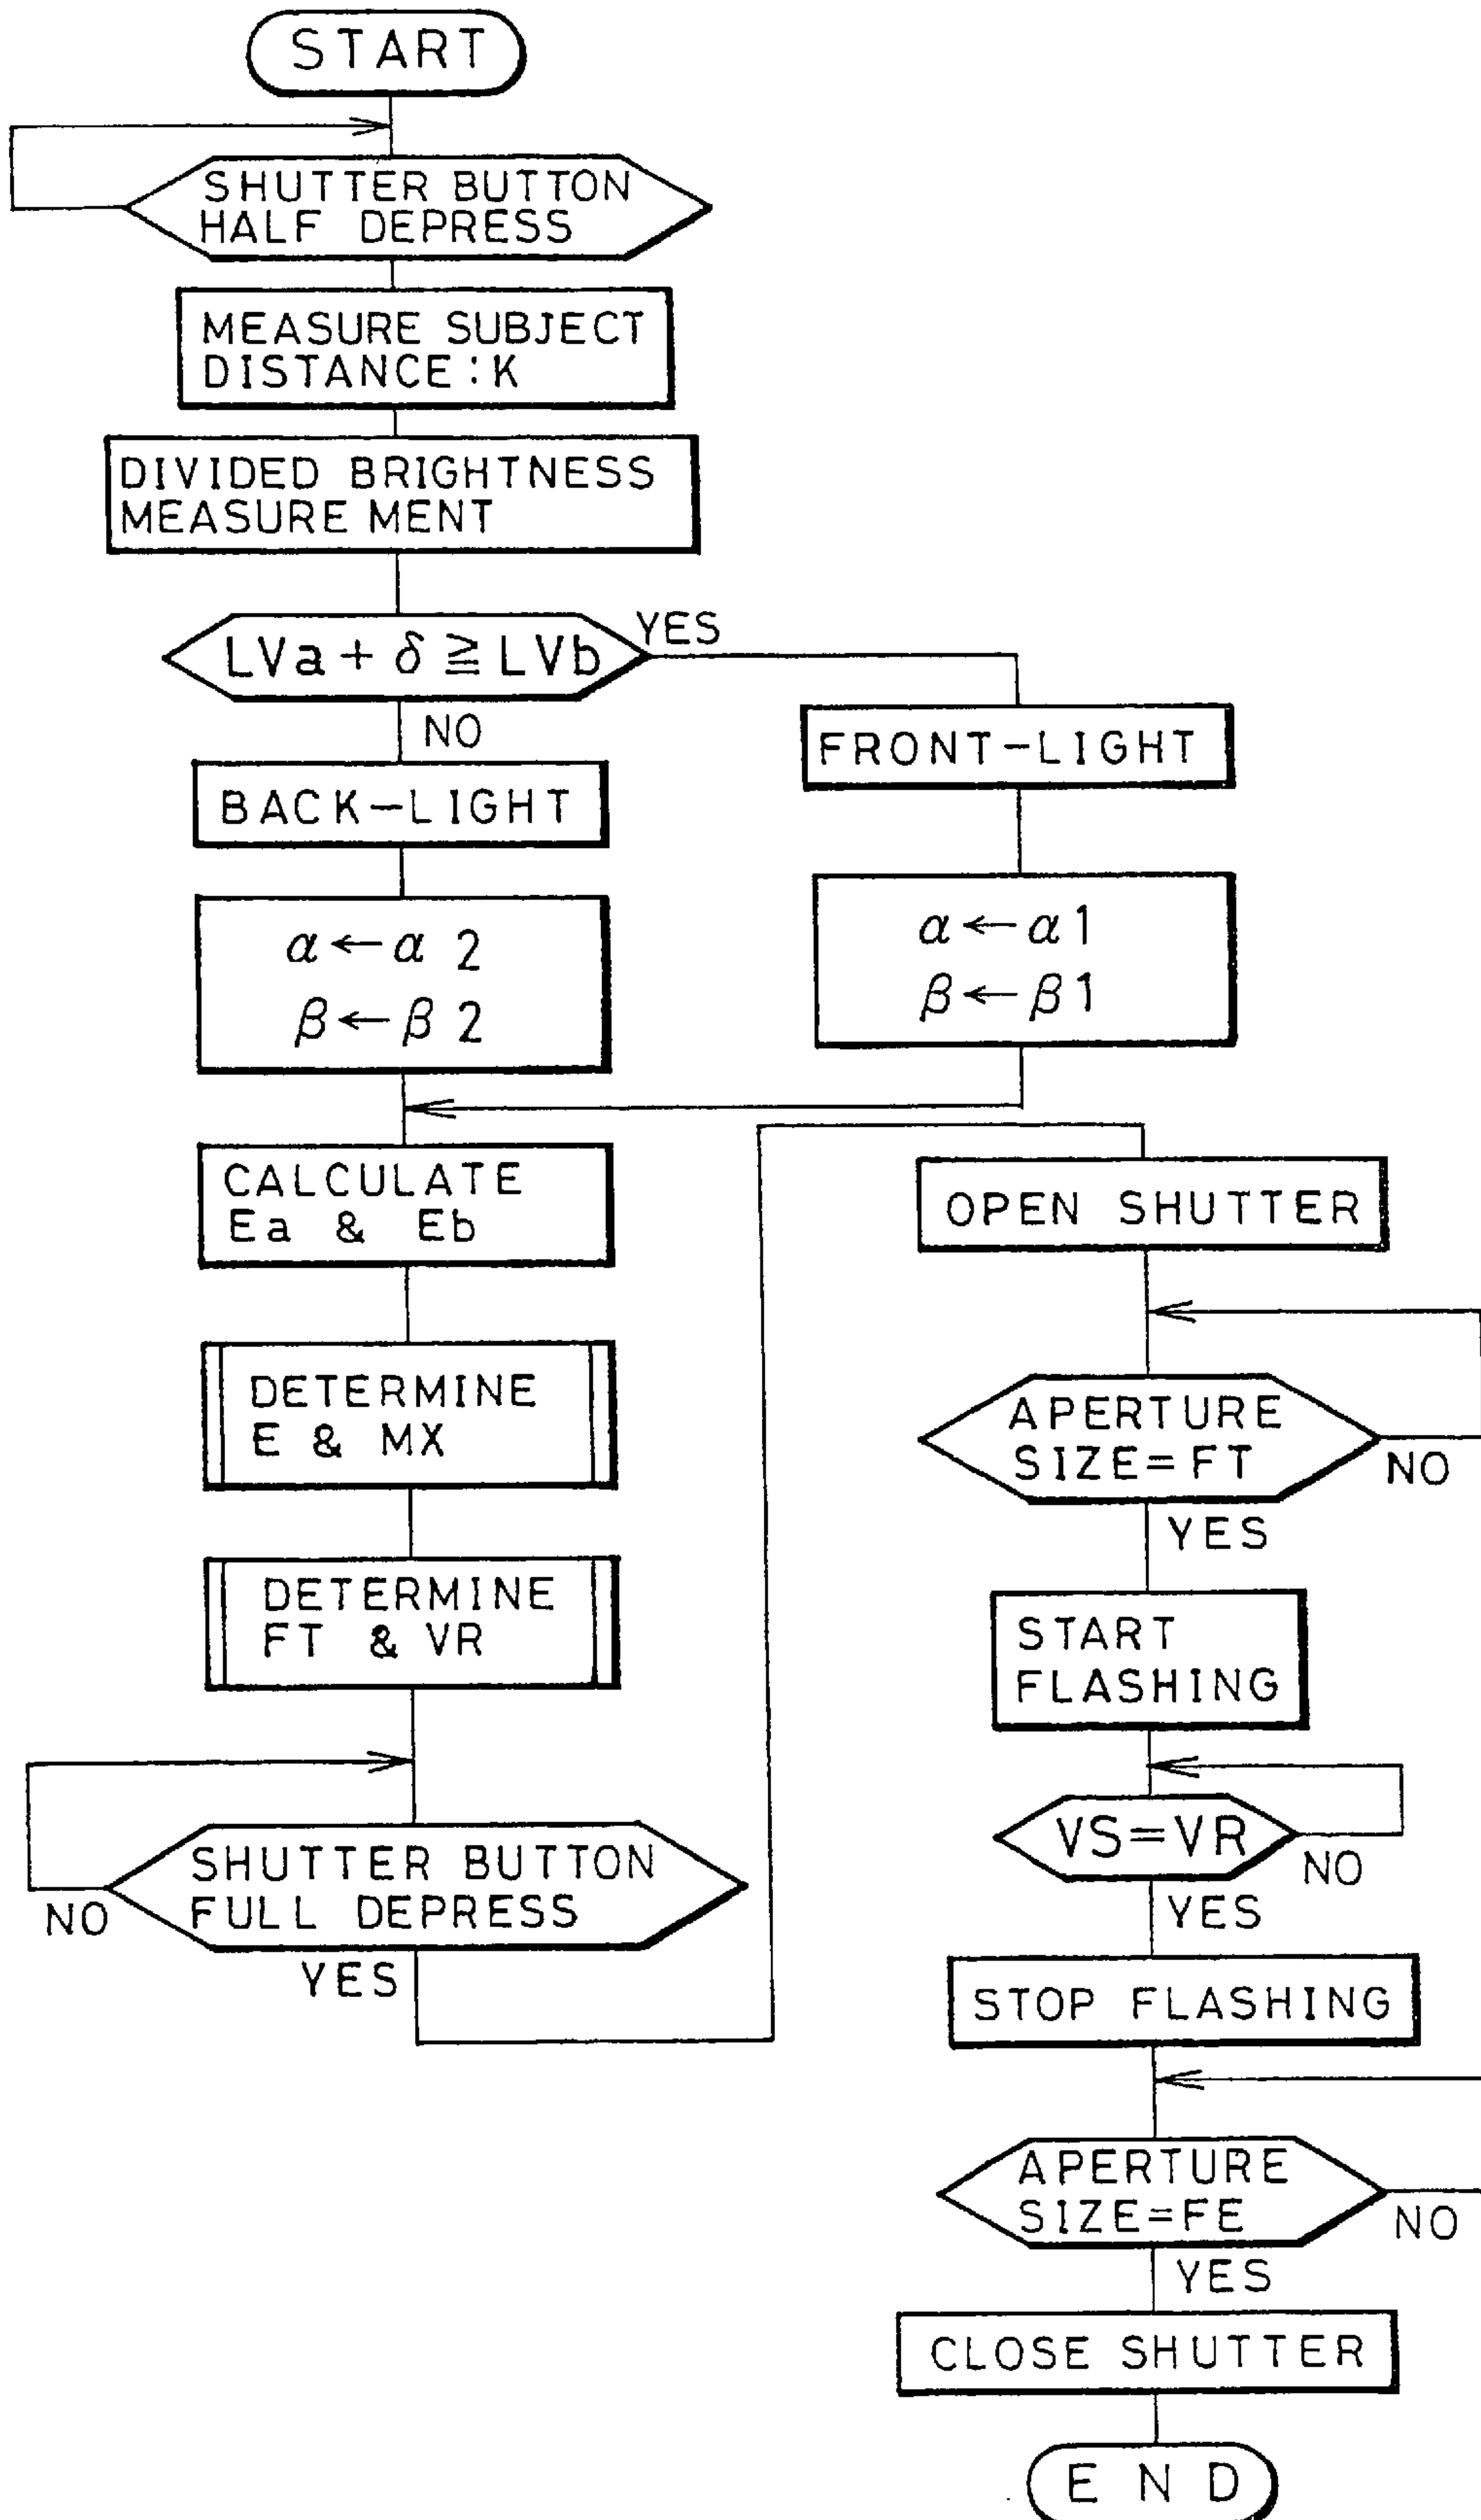 START
SHUTTER BUTTON
HALF DEPRESS
MEASURE SUBJECT
DISTANCE:K
DIVIDED BRIGHTNESS
MEASURE MENT
LVa + δ ≧ LVb
YES
NO
BACK-LIGHT
α ← α 2
β ← β 2
FRONT-LIGHT
α ← α 1
β ← β 1
CALCULATE
Ea & Eb
DETERMINE
E & MX
DETERMINE
FT & VR
SHUTTER BUTTON
FULL DEPRESS
NO
YES
OPEN SHUTTER
APERTURE
SIZE=FT
NO
YES
START
FLASHING
VS=VR
NO
YES
STOP FLASHING
APERTURE
SIZE=FE
NO
YES
CLOSE SHUTTER
END